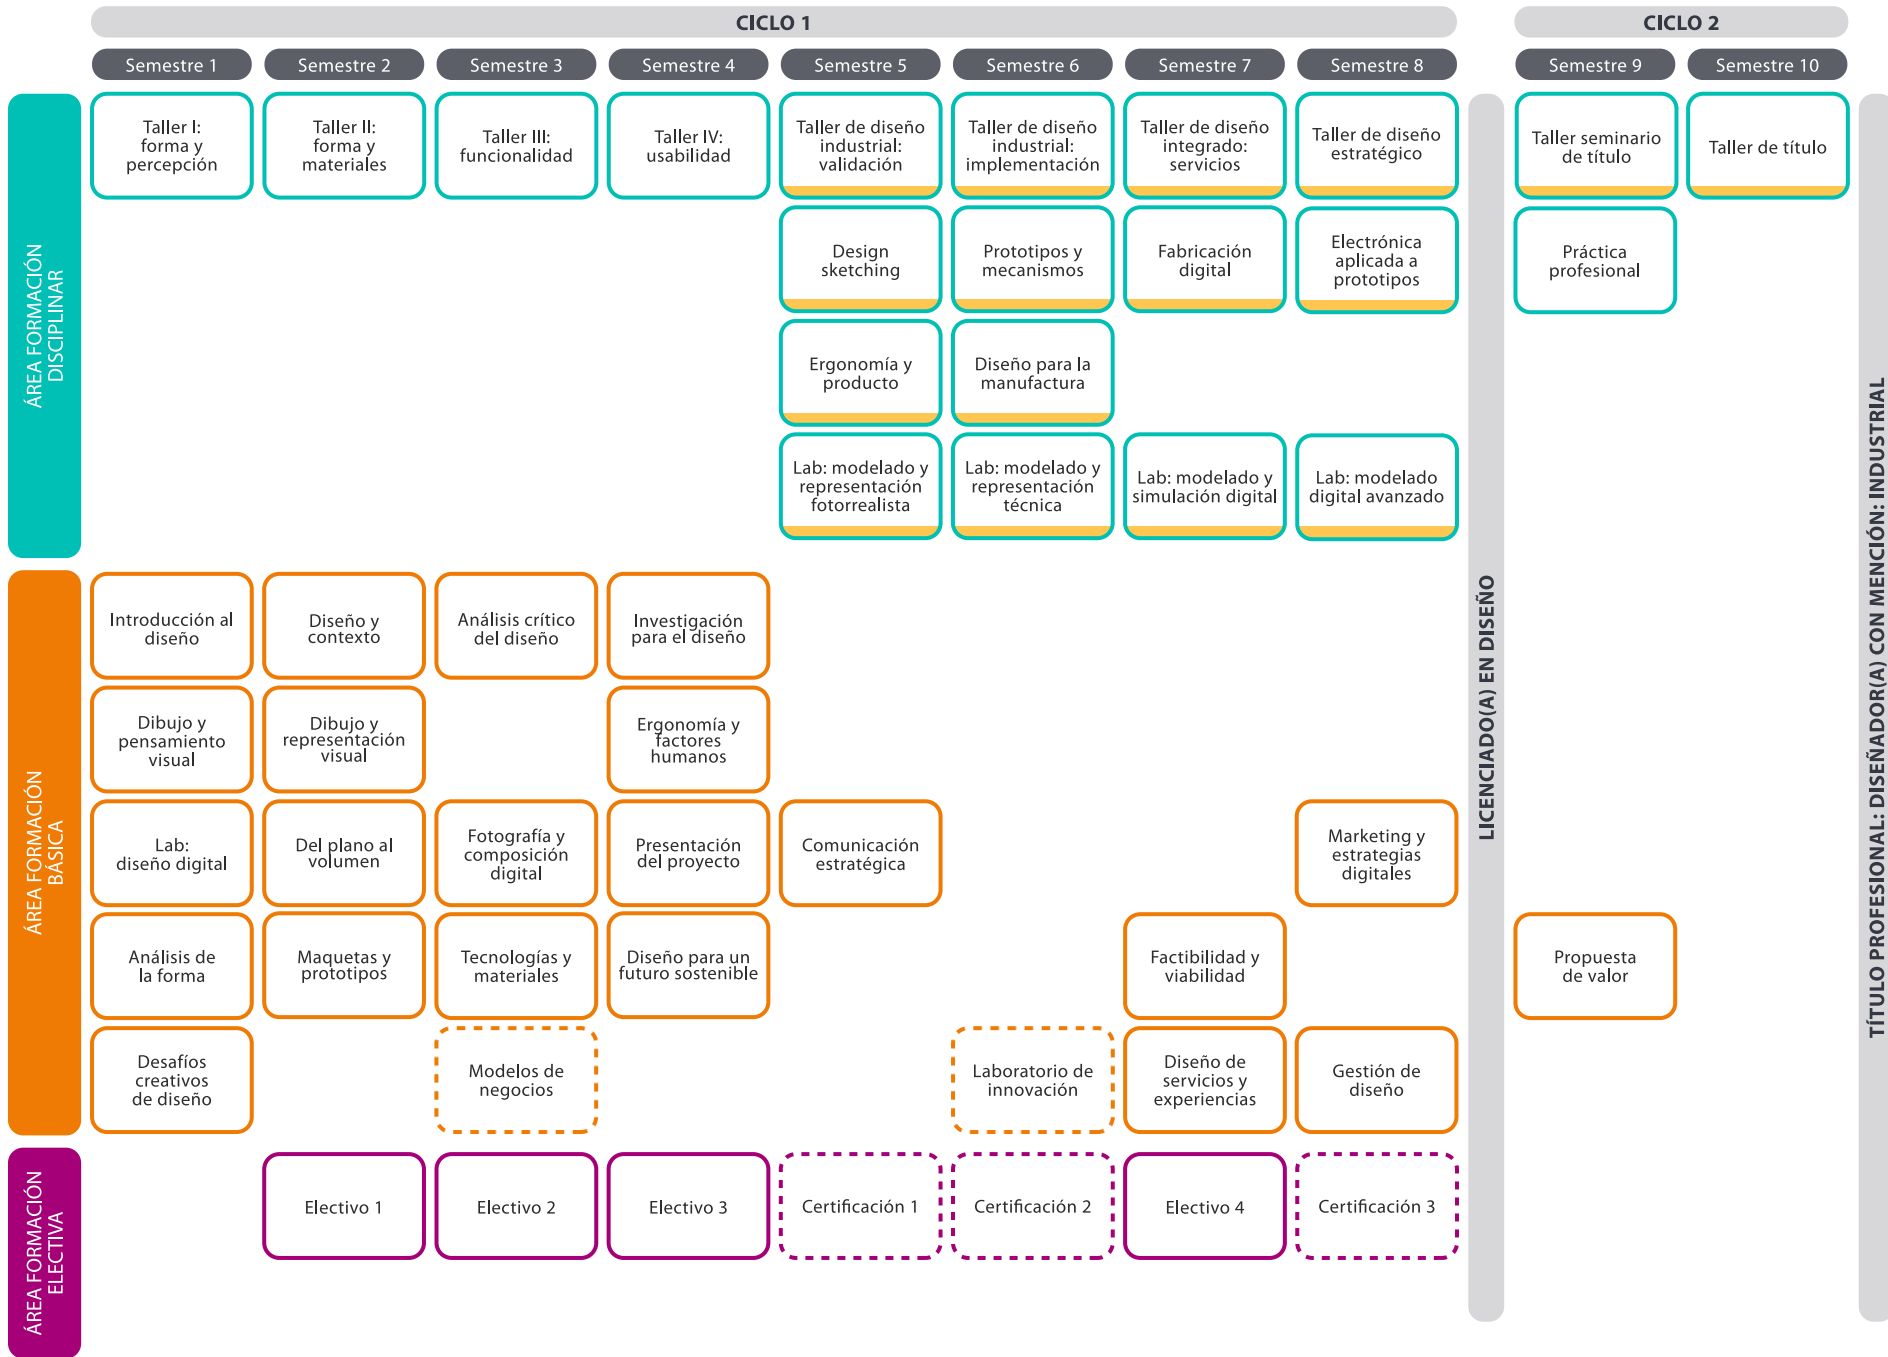 CICLO 1
CICLO 2
Semestre 1
Semestre 2
Semestre 3
Semestre 4
Semestre 5
Semestre 6
Semestre 7
Semestre 8
Semestre 9
Semestre 10
ÁREA FORMACIÓN
DISCIPLINAR
Taller I:
forma y
percepción
Taller II:
forma y
materiales
Taller III:
funcionalidad
Taller IV:
usabilidad
Taller de diseño
industrial:
validación
Taller de diseño
industrial:
implementación
Taller de diseño
integrado:
servicios
Taller de diseño
estratégico
Taller seminario
de título
Taller de título
Design
sketching
Prototipos y
mecanismos
Fabricación
digital
Electrónica
aplicada a
prototipos
Práctica
profesional
Ergonomía y
producto
Diseño para la
manufactura
Lab: modelado y
representación
fotorrealista
Lab: modelado y
representación
técnica
Lab: modelado y
simulación digital
Lab: modelado
digital avanzado
ÁREA FORMACIÓN
BÁSICA
Introducción al
diseño
Diseño y
contexto
Análisis crítico
del diseño
Investigación
para el diseño
Dibujo y
pensamiento
visual
Dibujo y
representación
visual
Ergonomía y
factores
humanos
Lab:
diseño digital
Del plano al
volumen
Fotografía y
composición
digital
Presentación
del proyecto
Comunicación
estratégica
Marketing y
estrategias
digitales
Análisis de
la forma
Maquetas y
prototipos
Tecnologías y
materiales
Diseño para un
futuro sostenible
Factibilidad y
viabilidad
Propuesta
de valor
Desafíos
creativos
de diseño
Modelos de
negocios
Laboratorio de
innovación
Diseño de
servicios y
experiencias
Gestión de
diseño
ÁREA FORMACIÓN
ELECTIVA
Electivo 1
Electivo 2
Electivo 3
Certificación 1
Certificación 2
Electivo 4
Certificación 3
LICENCIADO(A) EN DISEÑO
TÍTULO PROFESIONAL: DISEÑADOR(A) CON MENCIÓN: INDUSTRIAL